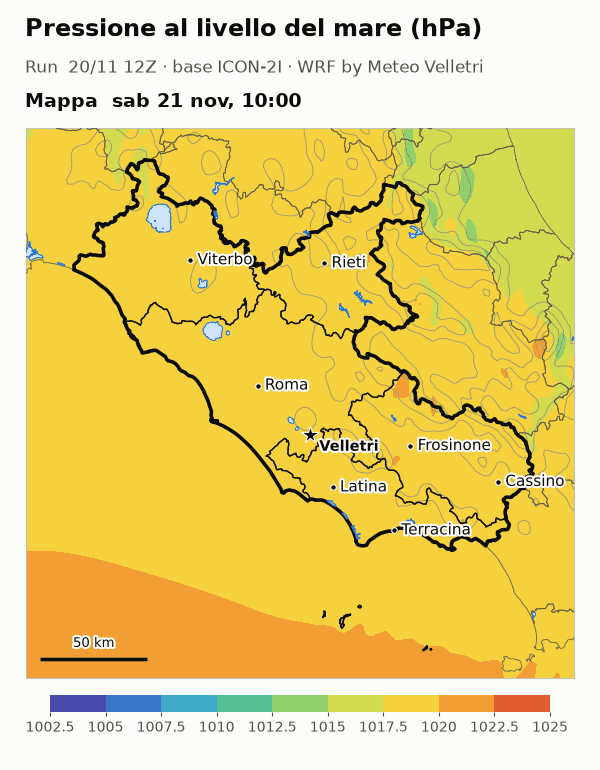 Pressione al livello del mare (hPa)
Run  20/11 12Z · base ICON-2I · WRF by Meteo Velletri
Mappa  sab 21 nov, 10:00
Viterbo
Rieti
Roma
Velletri
Frosinone
Cassino
Latina
Terracina
50 km
1002.5 1005 1007.5 1010 1012.5 1015 1017.5 1020 1022.5 1025